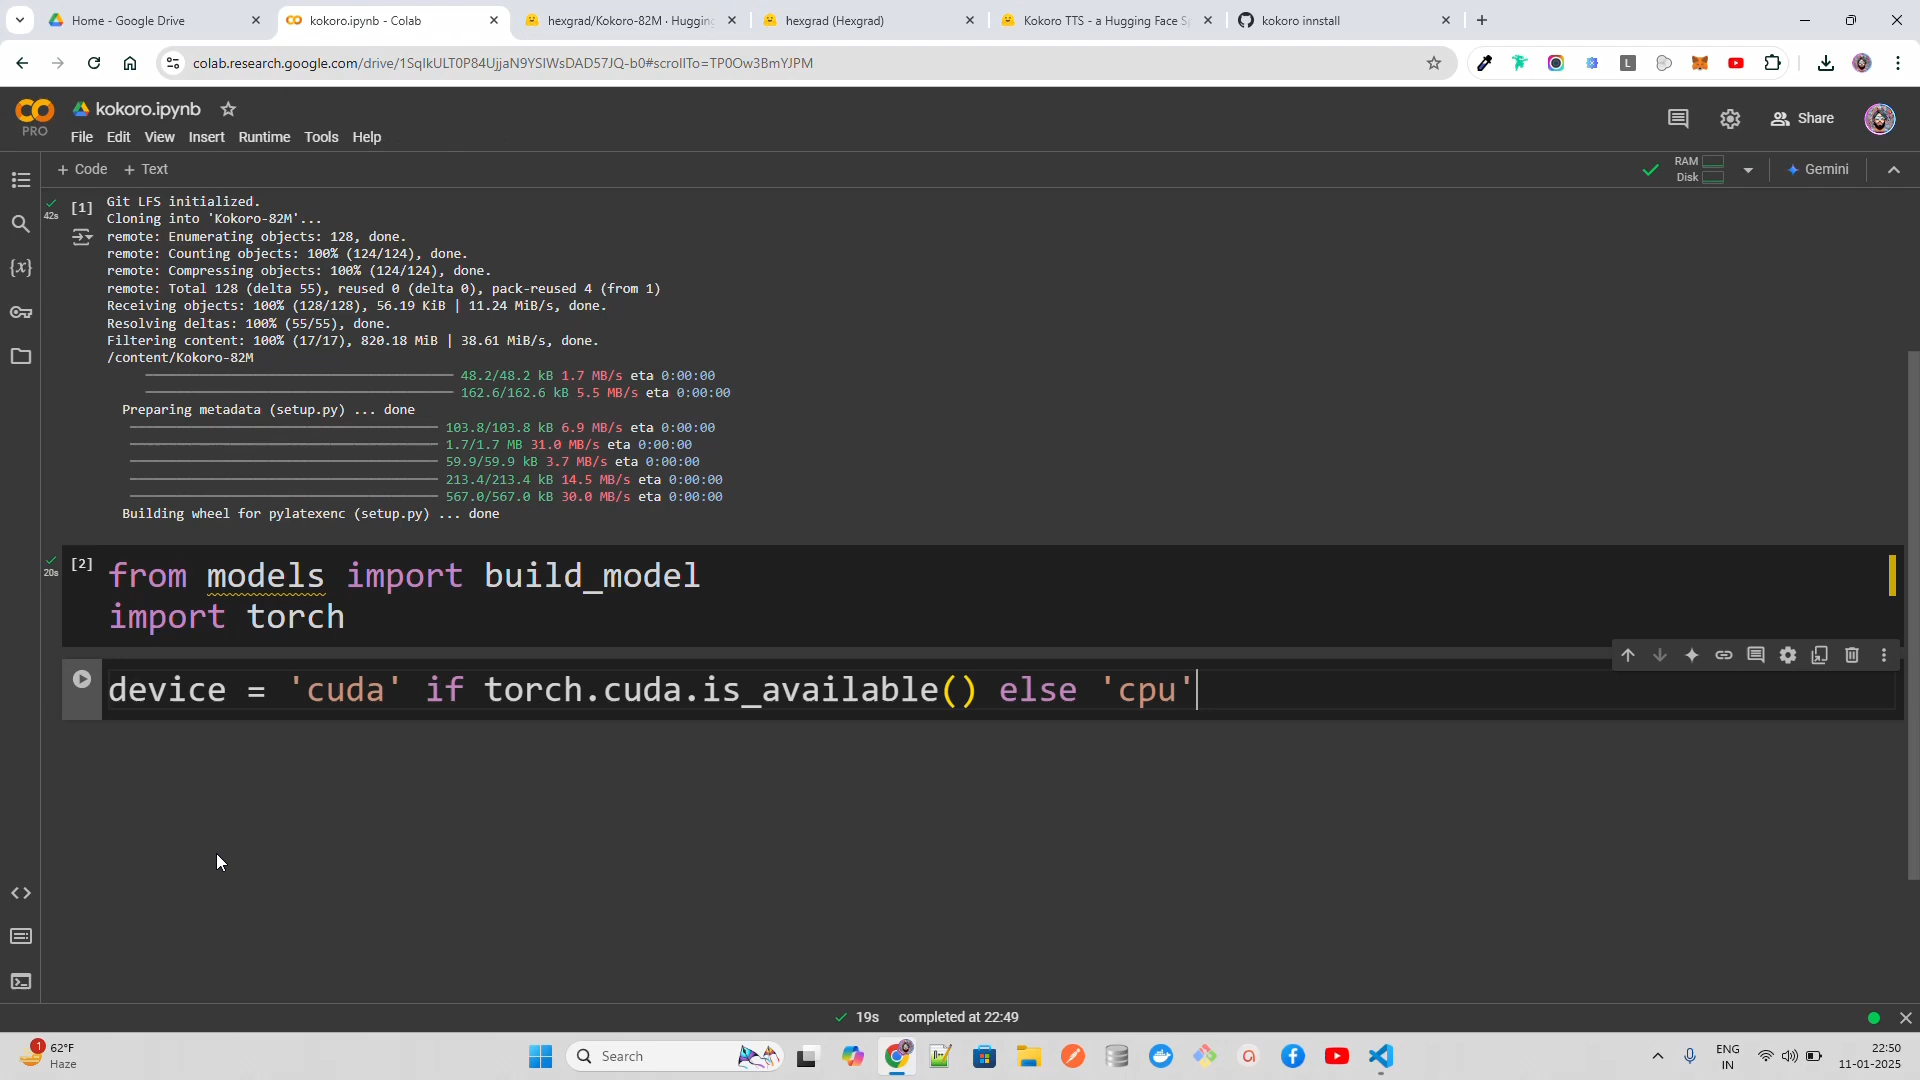 Home - Google Drive
kokoro.ipynb - Colab
hexgrad/Kokoro-82M · Hugging
hexgrad (Hexgrad)
Kokoro TTS - a Hugging Face S
kokoro innstall
colab.research.google.com/drive/1SqIkULT0P84UjjaN9YSIWsDAD57JQ-b0#scrollTo=TP0Ow3BmYJPM
PRO
kokoro.ipynb
File Edit View Insert Runtime Tools Help
Share
+ Code + Text
RAM
Disk
Gemini
42s
[1]
Git LFS initialized.
Cloning into 'Kokoro-82M'...
remote: Enumerating objects: 128, done.
remote: Counting objects: 100% (124/124), done.
remote: Compressing objects: 100% (124/124), done.
remote: Total 128 (delta 55), reused 0 (delta 0), pack-reused 4 (from 1)
Receiving objects: 100% (128/128), 56.19 KiB | 11.24 MiB/s, done.
Resolving deltas: 100% (55/55), done.
Filtering content: 100% (17/17), 820.18 MiB | 38.61 MiB/s, done.
/content/Kokoro-82M
48.2/48.2 kB 1.7 MB/s eta 0:00:00
162.6/162.6 kB 5.5 MB/s eta 0:00:00
Preparing metadata (setup.py) ... done
103.8/103.8 kB 6.9 MB/s eta 0:00:00
1.7/1.7 MB 31.0 MB/s eta 0:00:00
59.9/59.9 kB 3.7 MB/s eta 0:00:00
213.4/213.4 kB 14.5 MB/s eta 0:00:00
567.0/567.0 kB 30.0 MB/s eta 0:00:00
Building wheel for pylatexenc (setup.py) ... done
20s
[2]
from models import build_model
import torch
device = 'cuda' if torch.cuda.is_available() else 'cpu'
19s completed at 22:49
1
62°F
Haze
Search
ENG
IN
22:50
11-01-2025